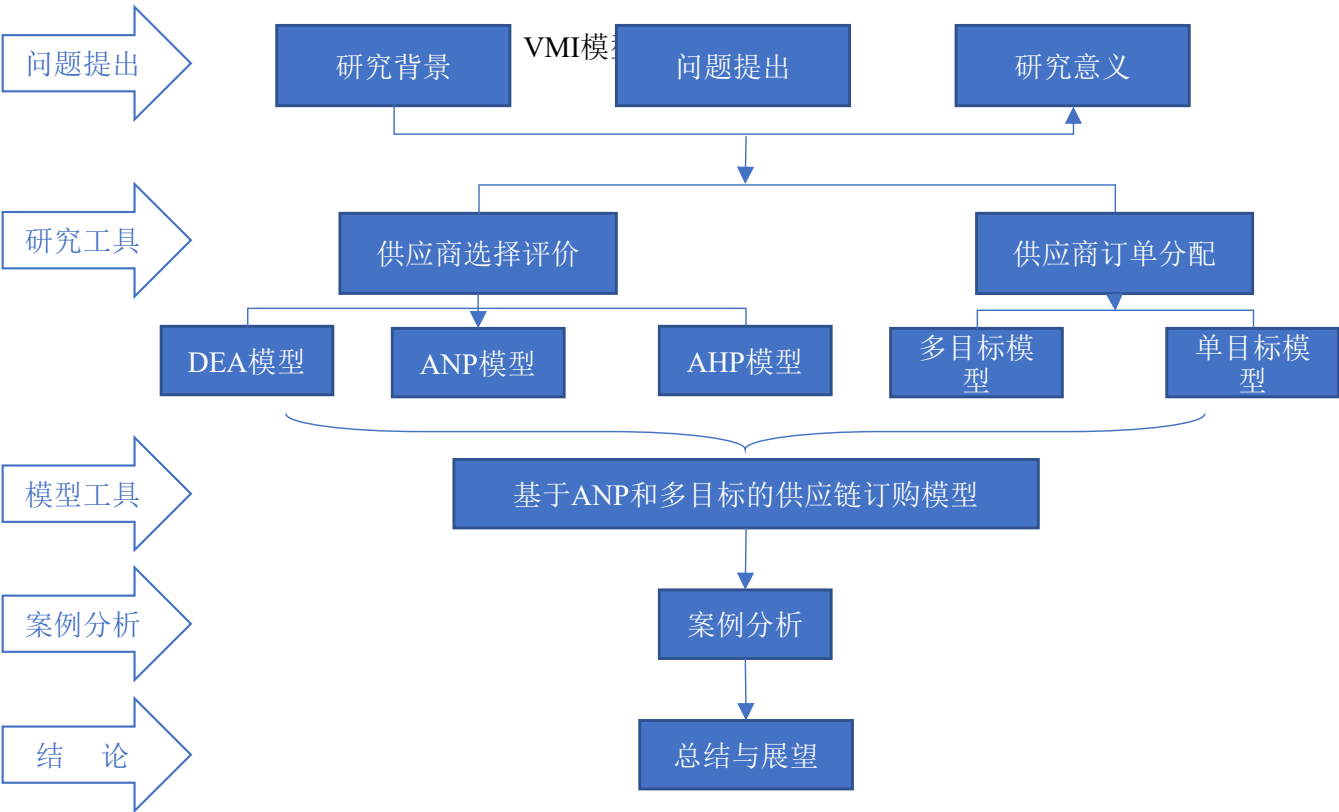 问题提出
研究背景
VMI模
问题提出
研究意义
研究工具
供应商选择评价
供应商订单分配
DEA模型
ANP模型
AHP模型
多目标模
型
单目标模
型
模型工具
基于ANP和多目标的供应链订购模型
案例分析
案例分析
结 论
总结与展望